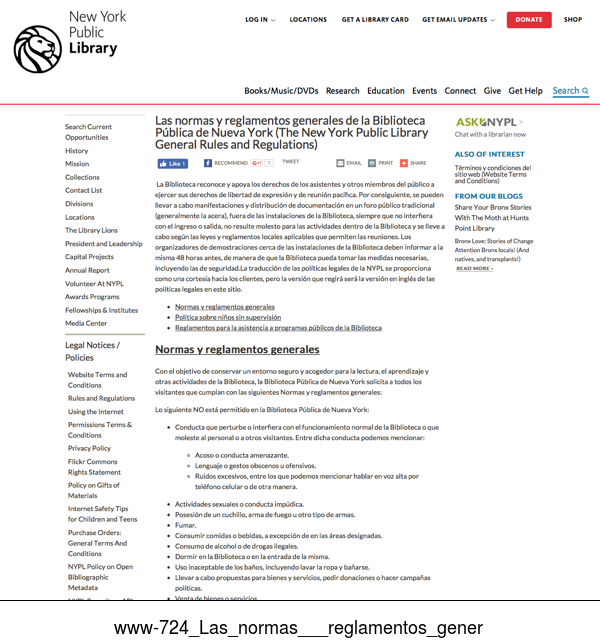 New York
Public
Library
LOG IN
LOCATIONS
GET A LIBRARY CARD
GET EMAIL UPDATES
DONATE
SHOP
Books/Music/DVDs
Research
Education
Events
Connect
Give
Get Help
Search
Search Current
Opportunities
History
Mission
Collections
Contact List
Divisions
Locations
The Library Lions
President and Leadership
Capital Projects
Annual Report
Volunteer At NYPL
Awards Programs
Fellowships & Institutes
Media Center
Legal Notices /
Policies
Website Terms and
Conditions
Rules and Regulations
Using the Internet
Permissions Terms &
Conditions
Privacy Policy
Flickr Commons
Rights Statement
Policy on Gifts of
Materials
Internet Safety Tips
for Children and Teens
Purchase Orders:
General Terms And
Conditions
NYPL Policy on Open
Bibliographic
Metadata
Las normas y reglamentos generales de la Biblioteca
Pública de Nueva York (The New York Public Library
General Rules and Regulations)
Like 1
RECOMMEND
G+1
1
TWEET
EMAIL
PRINT
SHARE
La Biblioteca reconoce y apoya los derechos de los asistentes y otros miembros del público a
ejercer sus derechos de libertad de expresión y de reunión pacífica. Por consiguiente, se pueden
llevar a cabo manifestaciones y distribución de documentación en un foro público tradicional
(generalmente la acera), fuera de las instalaciones de la Biblioteca, siempre que no interfiera
con el ingreso o salida, no resulte molesto para las actividades dentro de la Biblioteca y se lleve a
cabo según las leyes y reglamentos locales aplicables que permiten las reuniones. Los
organizadores de demostraciones cerca de las instalaciones de la Biblioteca deben informar a la
misma 48 horas antes, de manera de que la Biblioteca pueda tomar las medidas necesarias,
incluyendo las de seguridad.La traducción de las políticas legales de la NYPL se proporciona
como una cortesía hacia los clientes, pero la versión que regirá será la versión en inglés de las
políticas legales en este sitio.
Normas y reglamentos generales
Política sobre niños sin supervisión
Reglamentos para la asistencia a programas públicos de la Biblioteca
Normas y reglamentos generales
Con el objetivo de conservar un entorno seguro y acogedor para la lectura, el aprendizaje y
otras actividades de la Biblioteca, la Biblioteca Pública de Nueva York solicita a todos los
visitantes que cumplan con las siguientes Normas y reglamentos generales:
Lo siguiente NO está permitido en la Biblioteca Pública de Nueva York:
Conducta que perturbe o interfiera con el funcionamiento normal de la Biblioteca o que
moleste al personal o a otros visitantes. Entre dicha conducta podemos mencionar:
Acoso o conducta amenazante.
Lenguaje o gestos obscenos u ofensivos.
Ruidos excesivos, entre los que podemos mencionar hablar en voz alta por
teléfono celular o de otra manera.
Actividades sexuales o conducta impúdica.
Posesión de un cuchillo, arma de fuego u otro tipo de armas.
Fumar.
Consumir comidas o bebidas, a excepción de en las áreas designadas.
Consumo de alcohol o de drogas ilegales.
Dormir en la Biblioteca o en la entrada de la misma.
Uso inaceptable de los baños, incluyendo lavar la ropa y bañarse.
Llevar a cabo propuestas para bienes y servicios, pedir donaciones o hacer campañas
políticas.
Venta de bienes o servicios
ASK NYPL >
Chat with a librarian now
ALSO OF INTEREST
Términos y condiciones del
sitio web (Website Terms
and Conditions)
FROM OUR BLOGS
Share Your Bronx Stories
With The Moth at Hunts
Point Library
Bronx Love: Stories of Change
Attention Bronx locals! (And
natives, and transplants!)
READ MORE ›
www-724_Las_normas___reglamentos_gener